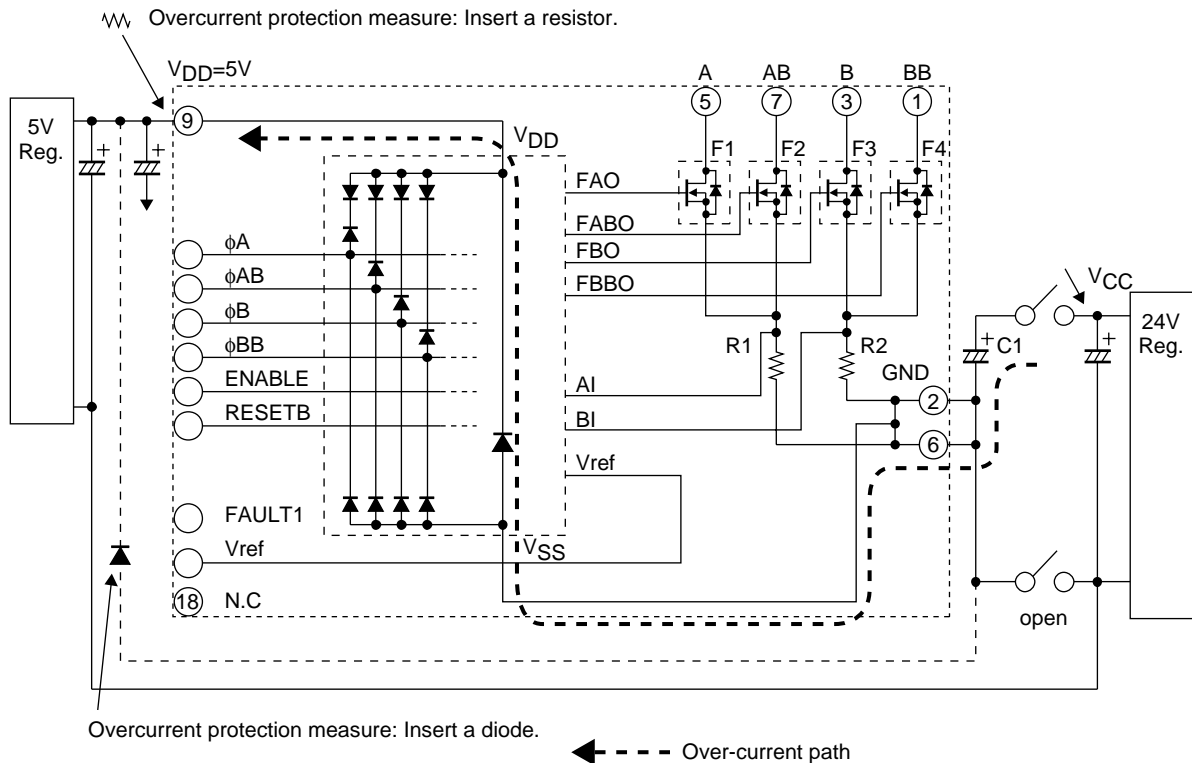 Overcurrent protection measure: Insert a resistor.
VDD=5V
A
AB
B
BB
5V
Reg.
9
5
7
3
1
VDD
F1
F2
F3
F4
+
+
FAO
FABO
FBO
FBBO
ϕA
ϕAB
ϕB
ϕBB
ENABLE
RESETB
VCC
24V
Reg.
+
C1
+
R1
R2
GND
2
AI
BI
6
Vref
FAULT1
Vref
VSS
18
N.C
open
Overcurrent protection measure: Insert a diode.
Over-current path